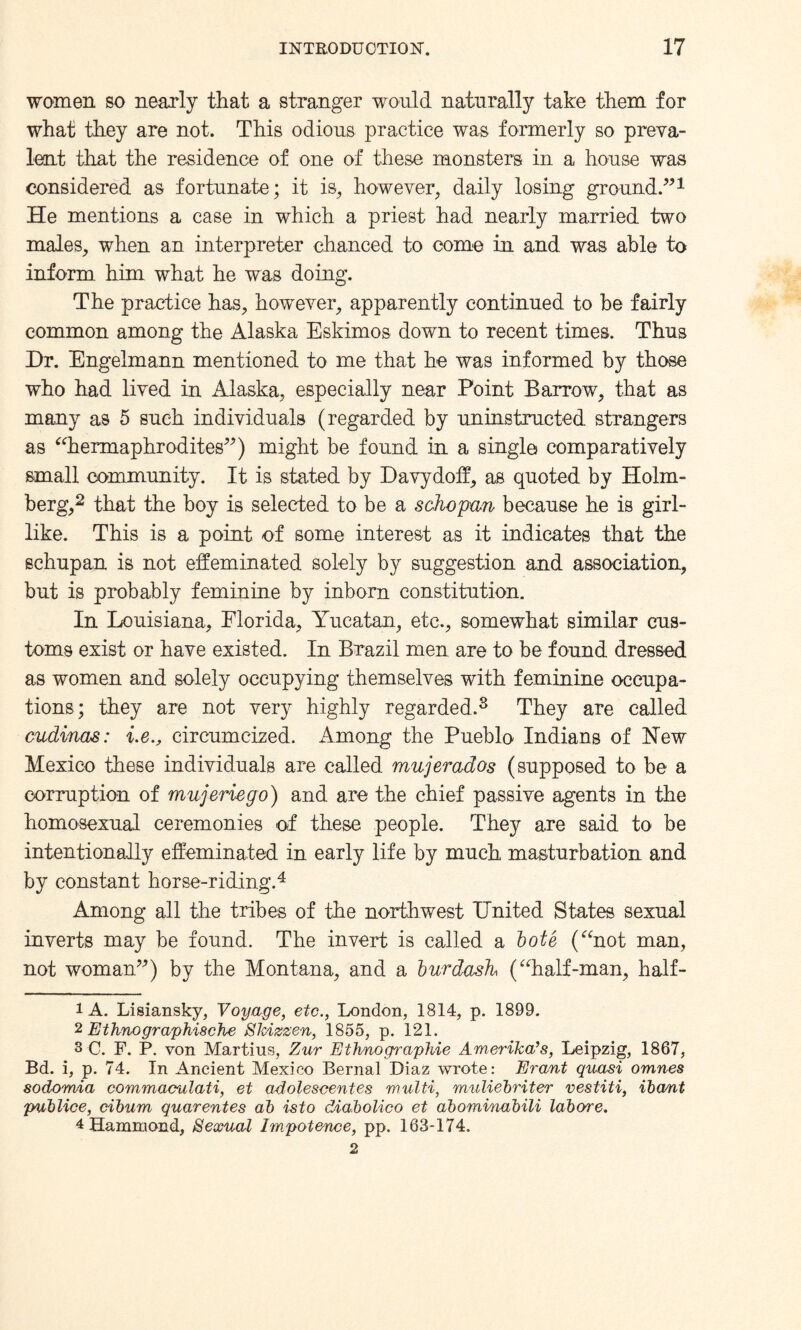 INTRODUCTION. 17
women so nearly that a stranger would naturally take them for
what they are not. This odious practice was formerly so preva-
lent that the residence of one of these monsters in a house was
considered as fortunate; it is, however, daily losing ground.”1
He mentions a case in which a priest had nearly married two
males, when an interpreter chanced to come in and was able to
inform him what he was doing.
The practice has, however, apparently continued to be fairly
common among the Alaska Eskimos down to recent times. Thus
Dr. Engelmann mentioned to me that he was informed by those
who had lived in Alaska, especially near Point Barrow, that as
many as 5 such individuals (regarded by uninstructed strangers
as “hermaphrodites”) might be found in a single comparatively
small community. It is stated by Davydoff, as quoted by Holm-
berg,2 that the boy is selected to be a schopan because he is girl-
like. This is a point of some interest as it indicates that the
schupan is not effeminated solely by suggestion and association,
but is probably feminine by inborn constitution.
In Louisiana, Florida, Yucatan, etc., somewhat similar cus-
toms exist or have existed. In Brazil men are to be found dressed
as women and solely occupying themselves with feminine occupa-
tions; they are not very highly regarded.3 They are called
cudinas: i.e., circumcized. Among the Pueblo Indians of New
Mexico these individuals are called mujerados (supposed to be a
corruption of mujeriego) and are the chief passive agents in the
homosexual ceremonies of these people. They are said to be
intentionally effeminated in early life by much masturbation and
by constant horse-riding.4
Among all the tribes of the northwest United States sexual
inverts may be found. The invert is called a bote (“not man,
not woman”) by the Montana, and a burdash (“half-man, half-
1 A. Lisiansky, Voyage, etc., London, 1814, p. 1899.
2 Ethnographische Skizzen, 1855, p. 121.
3 C. F. P. von Martius, Zur Ethnographie Amerika's, Leipzig, 1867,
Bd. i, p. 74. In Ancient Mexico Bernal Diaz wrote: Erant quasi omnes
sodomia commaculati, et adolescentes multi, muliebriter vestiti, ibant
publice, cibum quarentes ab isto diabolico et abominabili labore.
4 Hammond, Sexual Impotence, pp. 163-174.
2